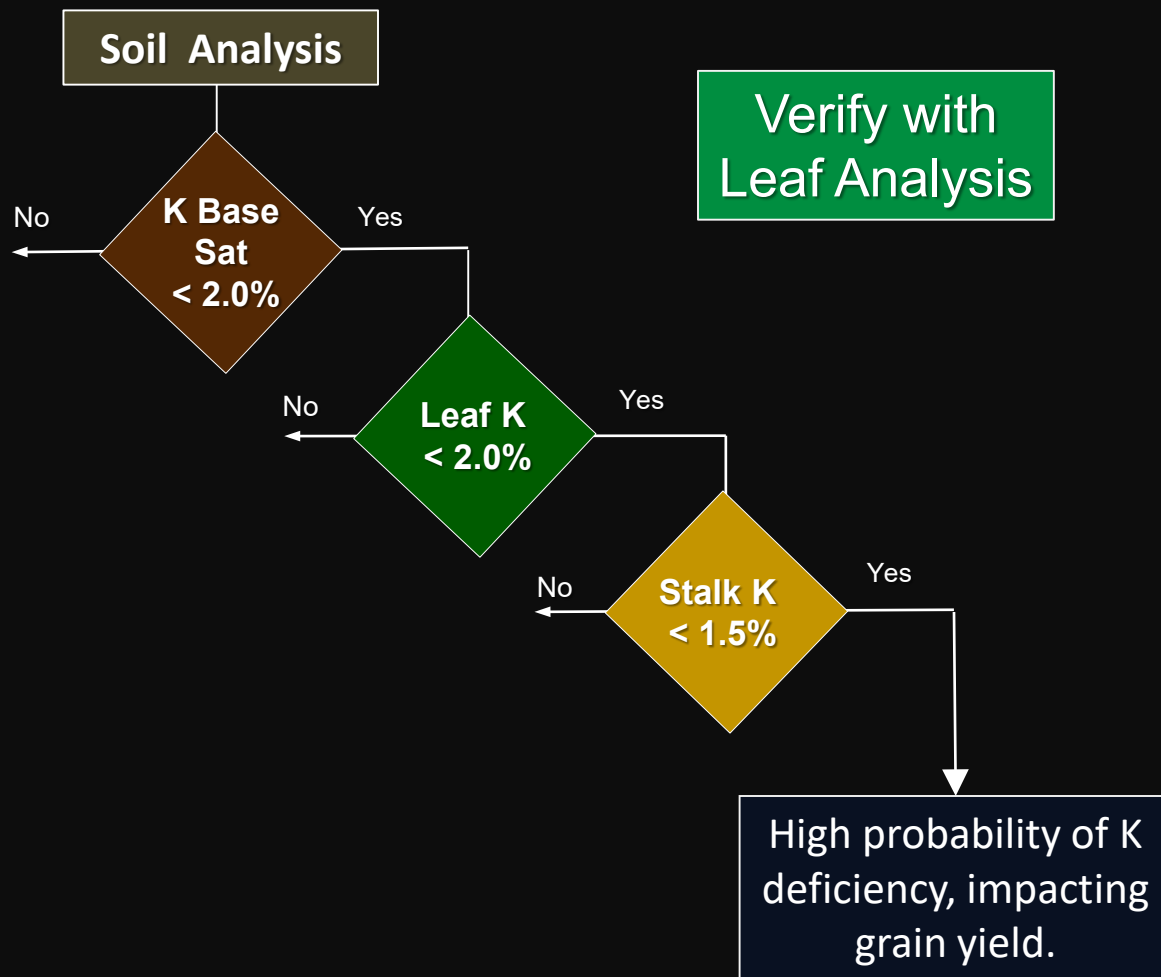 Soil Analysis
Verify with
Leaf Analysis
No
K Base
Sat
< 2.0%
Yes
No
Leaf K
< 2.0%
Yes
No
Stalk K
< 1.5%
Yes
High probability of K
deficiency, impacting
grain yield.